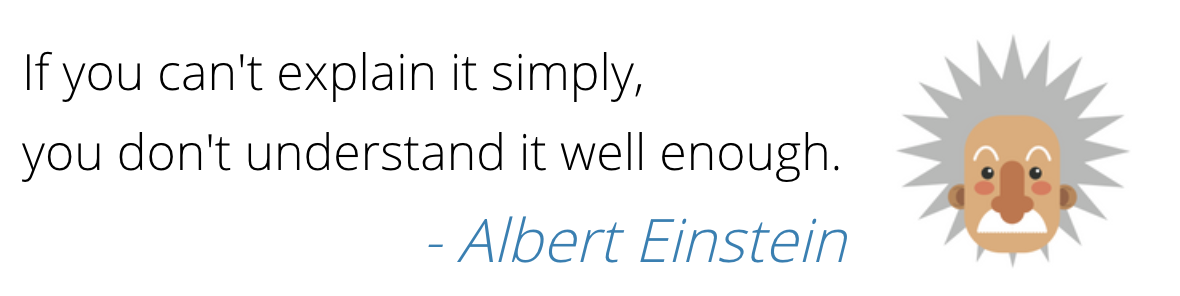 If you can't explain it simply,
you don't understand it well enough.
- Albert Einstein